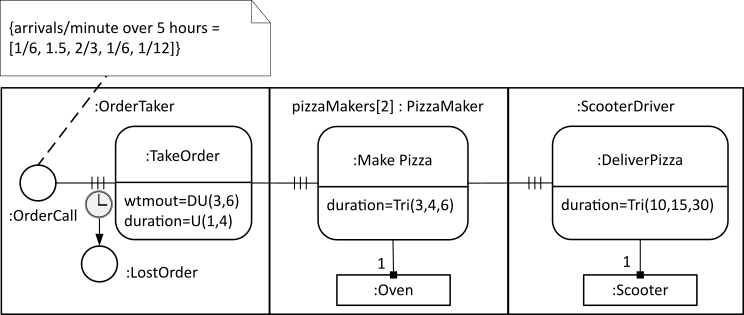 {arrivals/minute over 5 hours =
[1/6, 1.5, 2/3, 1/6, 1/12]}
:OrderTaker
pizzaMakers[2] : PizzaMaker
:ScooterDriver
:TakeOrder
:Make Pizza
:DeliverPizza
wtmout=DU(3,6)
duration=U(1,4)
duration=Tri(3,4,6)
duration=Tri(10,15,30)
:OrderCall
:LostOrder
1
:Oven
1
:Scooter